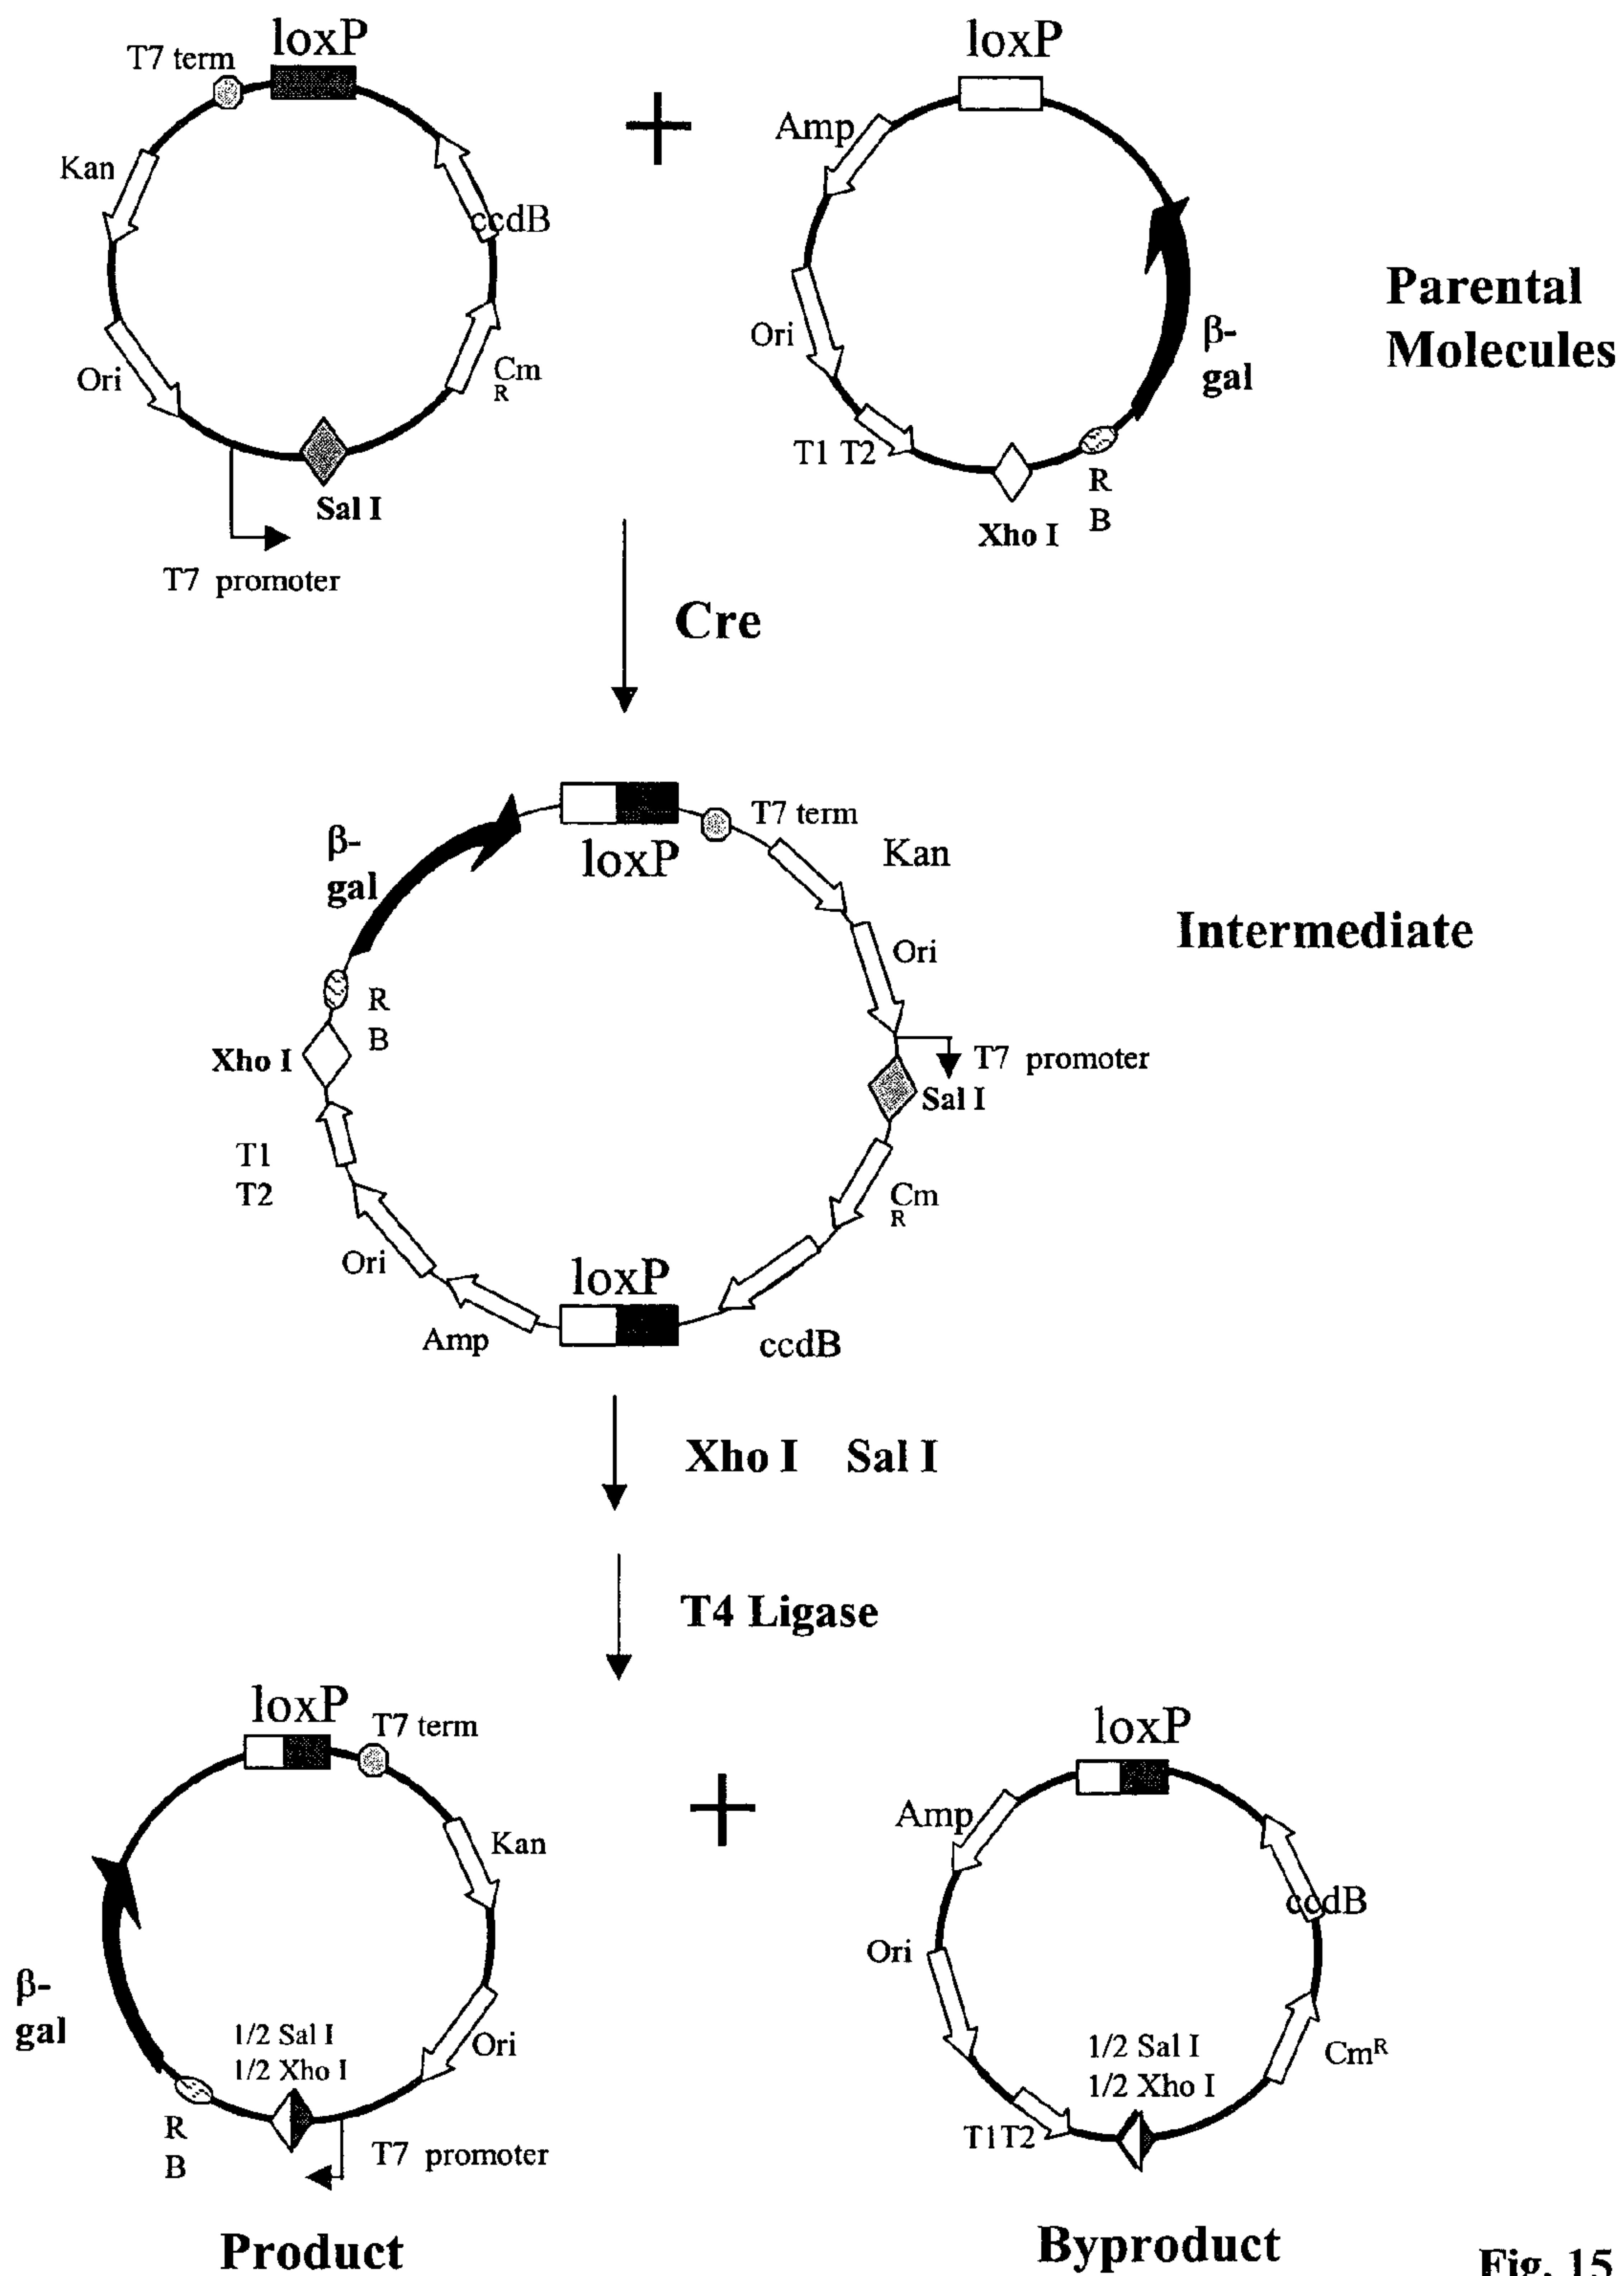 loxP
T7 term
Kan
ccdB
Ori
Cm
R
Sal I
T7 promoter
+
loxP
Amp
Ori
β-
gal
T1 T2
R
B
Xho I
Parental
Molecules
Cre
T7 term
β-
gal
loxP
Kan
Ori
Intermediate
R
B
Xho I
T7 promoter
Sal I
T1
T2
Cm
R
Ori
loxP
Amp
ccdB
Xho I Sal I
T4 Ligase
loxP
T7 term
Kan
β-
gal
1/2 Sal I
1/2 Xho I
Ori
R
B
T7 promoter
Product
+
loxP
Amp
ccdB
Ori
1/2 Sal I
1/2 Xho I
CmR
T1T2
Byproduct
Fig. 15